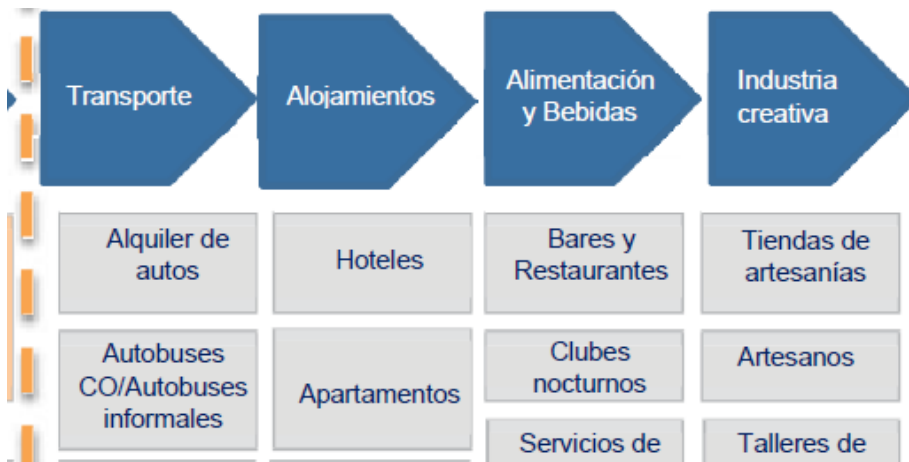 Transporte
Alojamientos
Alimentación
y Bebidas
Industria
creativa
Alquiler de
autos
Hoteles
Bares y
Restaurantes
Tiendas de
artesanías
Autobuses
CO/Autobuses
informales
Apartamentos
Clubes
nocturnos
Artesanos
Servicios de
Talleres de